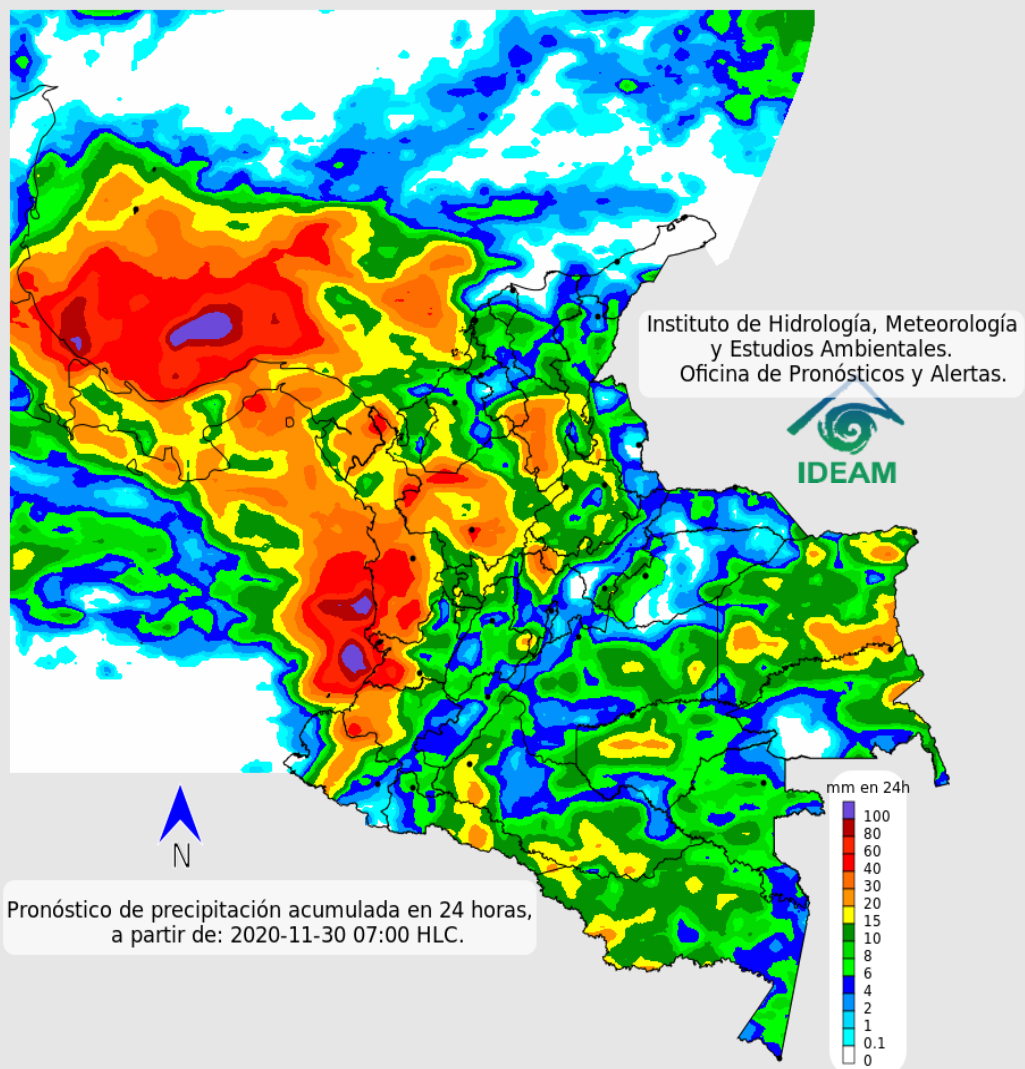 Instituto de Hidrología, Meteorología
y Estudios Ambientales.
Oficina de Pronósticos y Alertas.
IDEAM
mm en 24h
100
80
60
40
30
20
15
10
8
6
4
2
1
0.1
0
N
Pronóstico de precipitación acumulada en 24 horas,
a partir de: 2020-11-30 07:00 HLC.